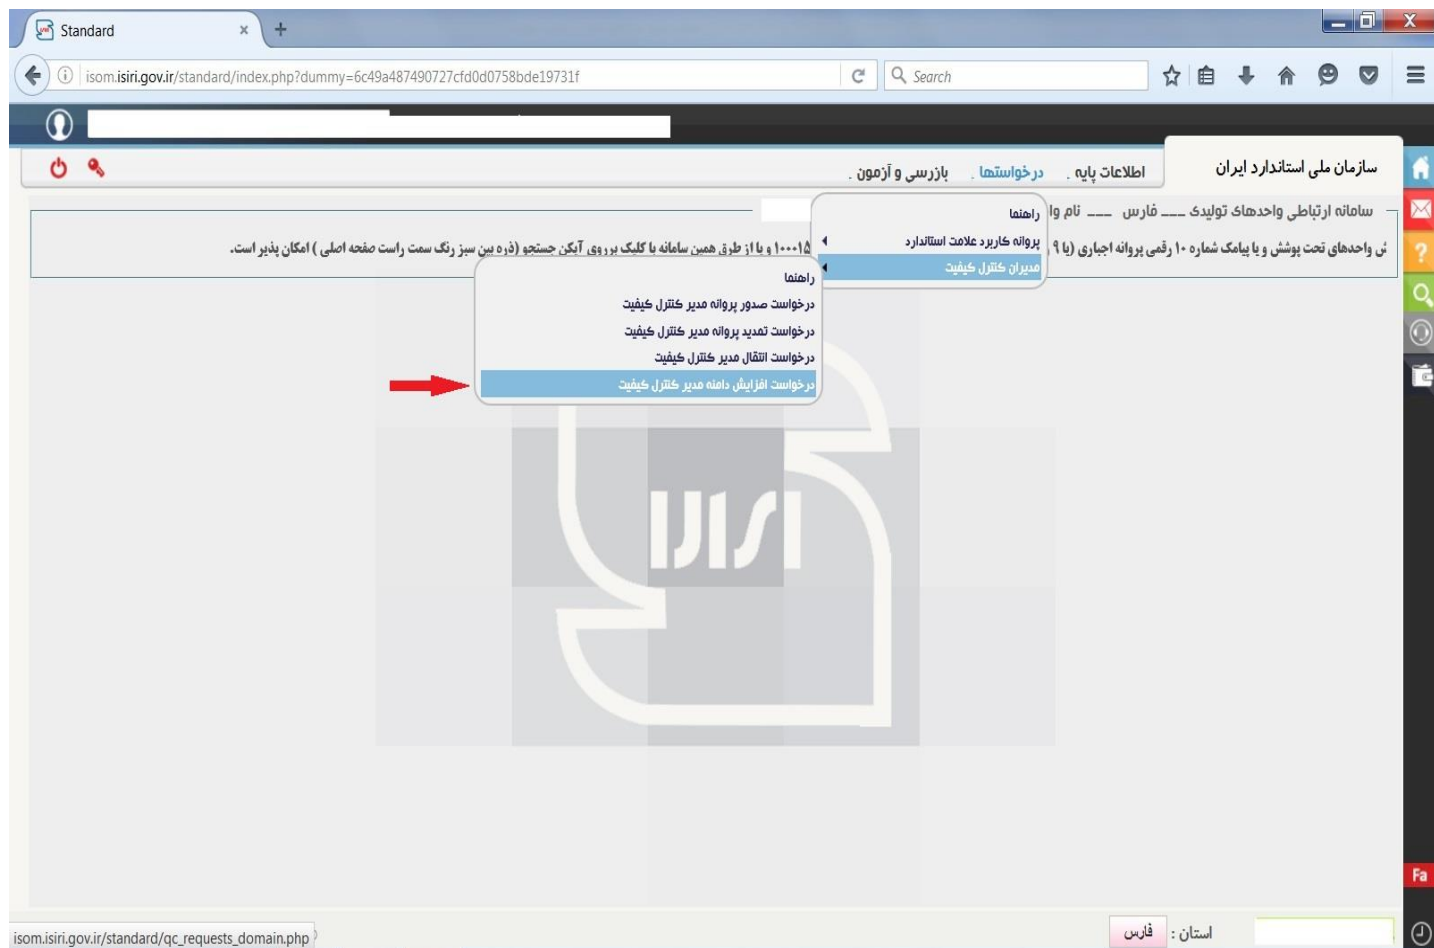 Standard
isom.isiri.gov.ir/standard/index.php?dummy=6c49a487490727cfd0d0758bde19731f
Search
سازمان ملی استاندارد ایران
اطلاعات پایه . درخواستها . بازرسی و آزمون .
سامانه ارتباطی واحدهای تولیدی ___ فارس ___ نام وا
ش واحدهای تحت پوشش و یا پیامک شماره ۱۰ رقمی پروانه اجباری (یا ۹ ۱۰۰۰۱۵ و یا از طرق همین سامانه با کلیک بر روی آیکن جستجو (ذره بین سبز رنگ سمت راست صفحه اصلی ) امکان پذیر است.
راهنما
پروانه کاربرد علامت استاندارد
مدیران کنترل کیفیت
راهنما
درخواست صدور پروانه مدیر کنترل کیفیت
درخواست تمدید پروانه مدیر کنترل کیفیت
درخواست انتقال مدیر کنترل کیفیت
درخواست افزایش دامنه مدیر کنترل کیفیت
Fa
استان : فارس
isom.isiri.gov.ir/standard/qc_requests_domain.php